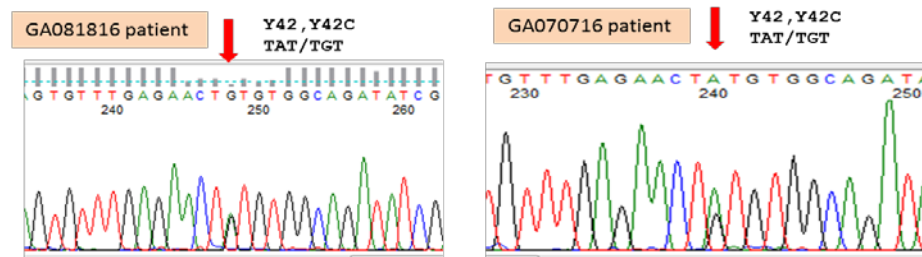 GA081816 patient
Y42,Y42C
TAT/TGT
GTGTTTGAGAACTGTGTGGCAGATATCG
240 250 260
GA070716 patient
Y42,Y42C
TAT/TGT
TGTTTGAGAACTATGTGGCAGATA
230 240 250